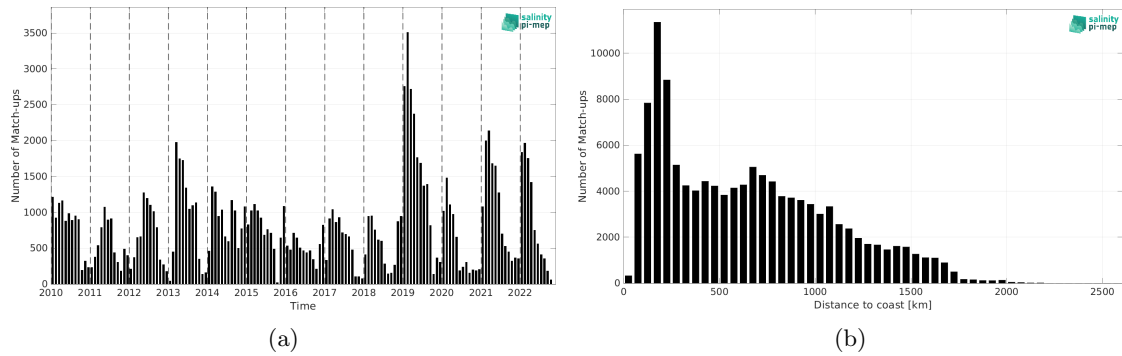 salinity
pi-mep
Number of Match-ups
3500
3000
2500
2000
1500
1000
500
0
2010 2011 2012 2013 2014 2015 2016 2017 2018 2019 2020 2021 2022
Time
(a)
salinity
pi-mep
Number of Match-ups
10000
8000
6000
4000
2000
0
0 500 1000 1500 2000 2500
Distance to coast [km]
(b)